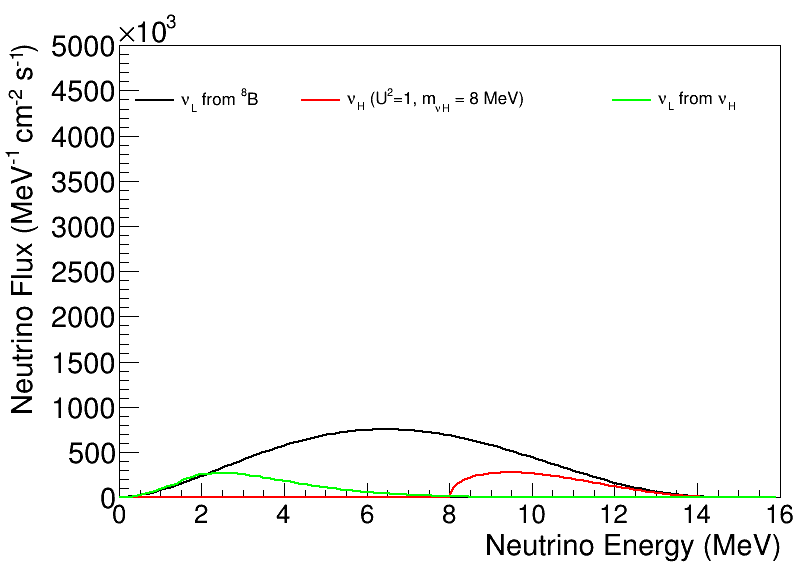 ×10³
5000
4500
4000
3500
3000
2500
2000
1500
1000
500
0
Neutrino Flux (MeV⁻¹ cm⁻² s⁻¹)
ν_L from ⁸B
ν_H (U²=1, m_νH = 8 MeV)
ν_L from ν_H
0 2 4 6 8 10 12 14 16
Neutrino Energy (MeV)